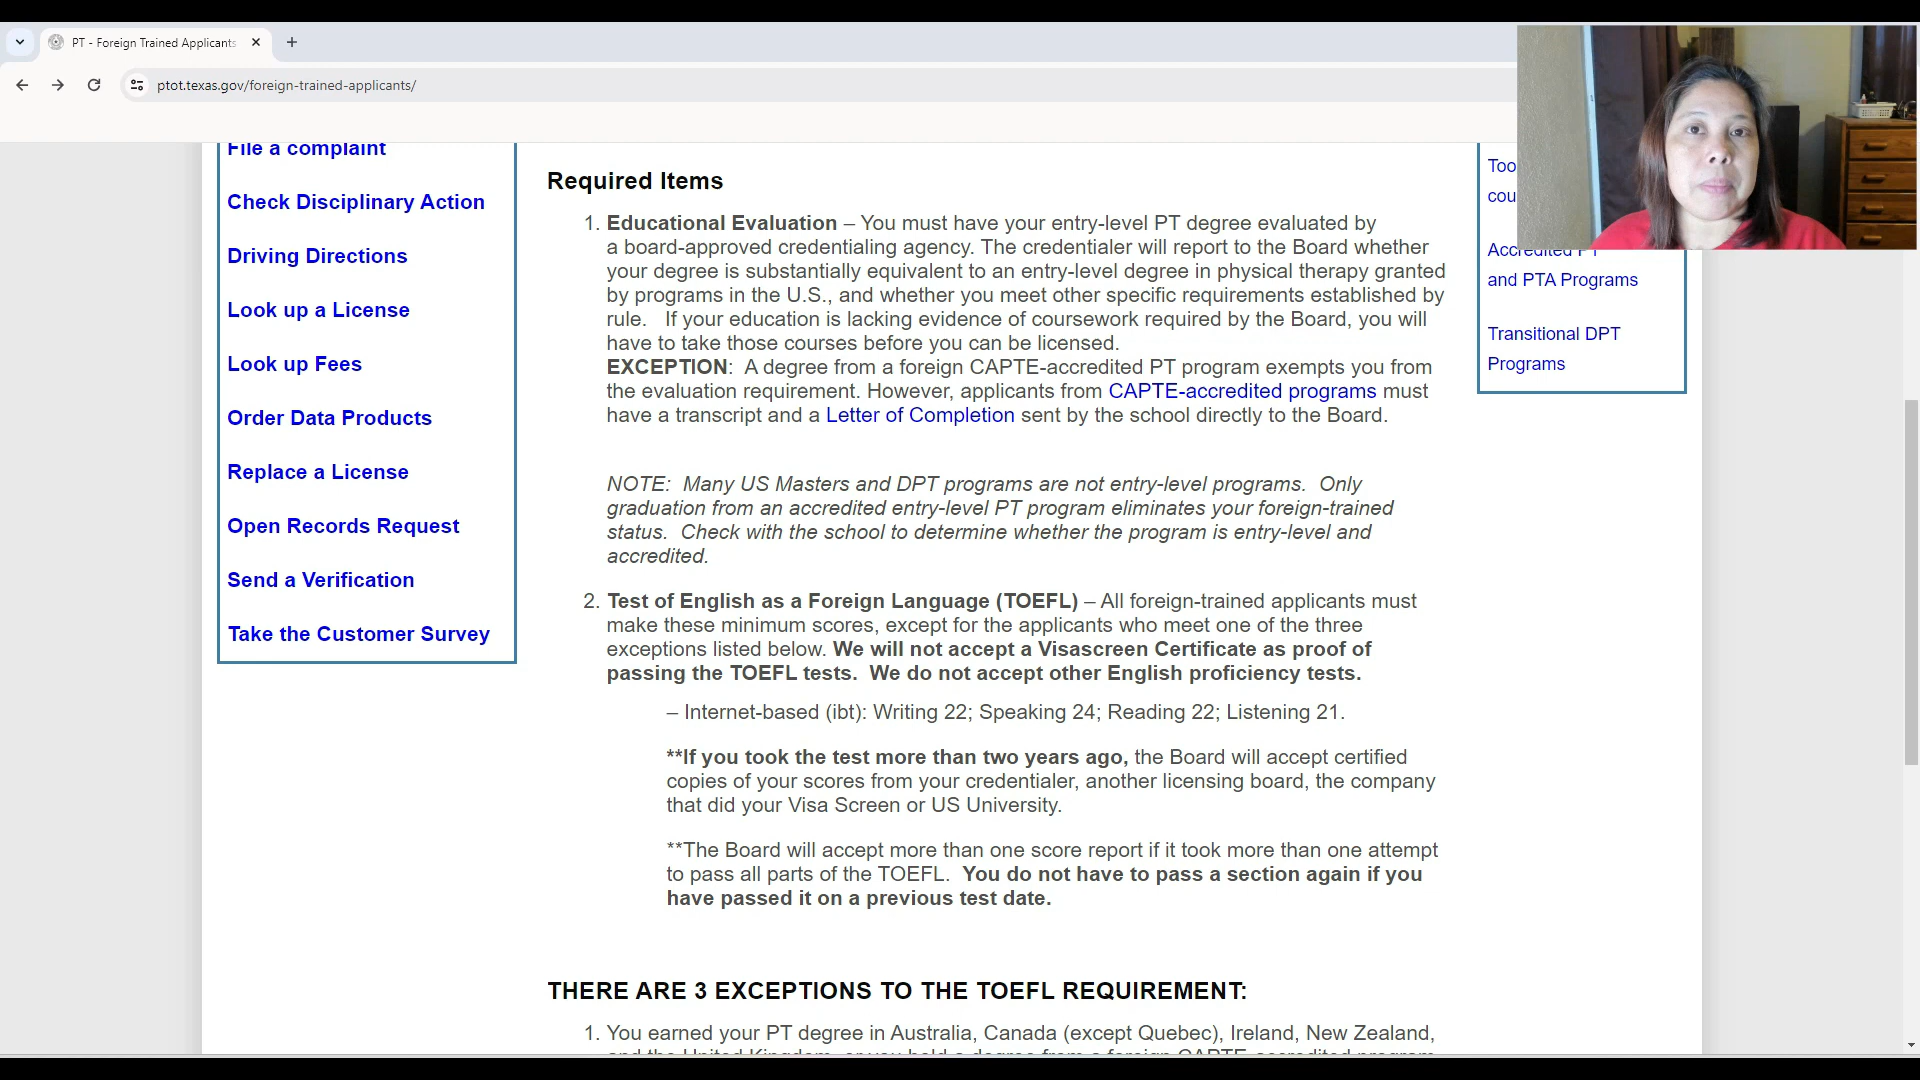 PT - Foreign Trained Applicants
ptot.texas.gov/foreign-trained-applicants/
File a complaint
Check Disciplinary Action
Driving Directions
Look up a License
Look up Fees
Order Data Products
Replace a License
Open Records Request
Send a Verification
Take the Customer Survey
Required Items
1. Educational Evaluation – You must have your entry-level PT degree evaluated by
a board-approved credentialing agency. The credentialer will report to the Board whether
your degree is substantially equivalent to an entry-level degree in physical therapy granted
by programs in the U.S., and whether you meet other specific requirements established by
rule.   If your education is lacking evidence of coursework required by the Board, you will
have to take those courses before you can be licensed.
EXCEPTION:  A degree from a foreign CAPTE-accredited PT program exempts you from
the evaluation requirement. However, applicants from CAPTE-accredited programs must
have a transcript and a Letter of Completion sent by the school directly to the Board.
NOTE:  Many US Masters and DPT programs are not entry-level programs.  Only
graduation from an accredited entry-level PT program eliminates your foreign-trained
status.  Check with the school to determine whether the program is entry-level and
accredited.
2. Test of English as a Foreign Language (TOEFL) – All foreign-trained applicants must
make these minimum scores, except for the applicants who meet one of the three
exceptions listed below. We will not accept a Visascreen Certificate as proof of
passing the TOEFL tests.  We do not accept other English proficiency tests.
– Internet-based (ibt): Writing 22; Speaking 24; Reading 22; Listening 21.
**If you took the test more than two years ago, the Board will accept certified
copies of your scores from your credentialer, another licensing board, the company
that did your Visa Screen or US University.
**The Board will accept more than one score report if it took more than one attempt
to pass all parts of the TOEFL.  You do not have to pass a section again if you
have passed it on a previous test date.
THERE ARE 3 EXCEPTIONS TO THE TOEFL REQUIREMENT:
1. You earned your PT degree in Australia, Canada (except Quebec), Ireland, New Zealand,
and the United Kingdom, or you hold a degree from a foreign CAPTE-accredited program
Too
cou
Accredited PT
and PTA Programs
Transitional DPT
Programs